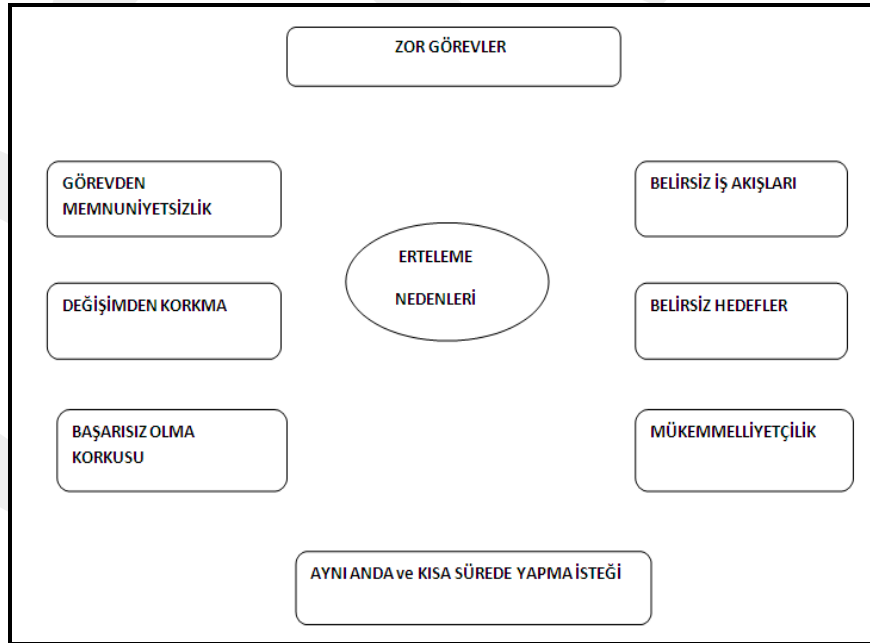 ZOR GÖREVLER
GÖREVDEN
MEMNUNİYETSİZLİK
BELİRSİZ İŞ AKIŞLARI
ERTELEME
NEDENLERİ
DEĞİŞİMDEN KORKMA
BELİRSİZ HEDEFLER
BAŞARISIZ OLMA
KORKUSU
MÜKEMMELLİYETÇİLİK
AYNI ANDA ve KISA SÜREDE YAPMA İSTEĞİ